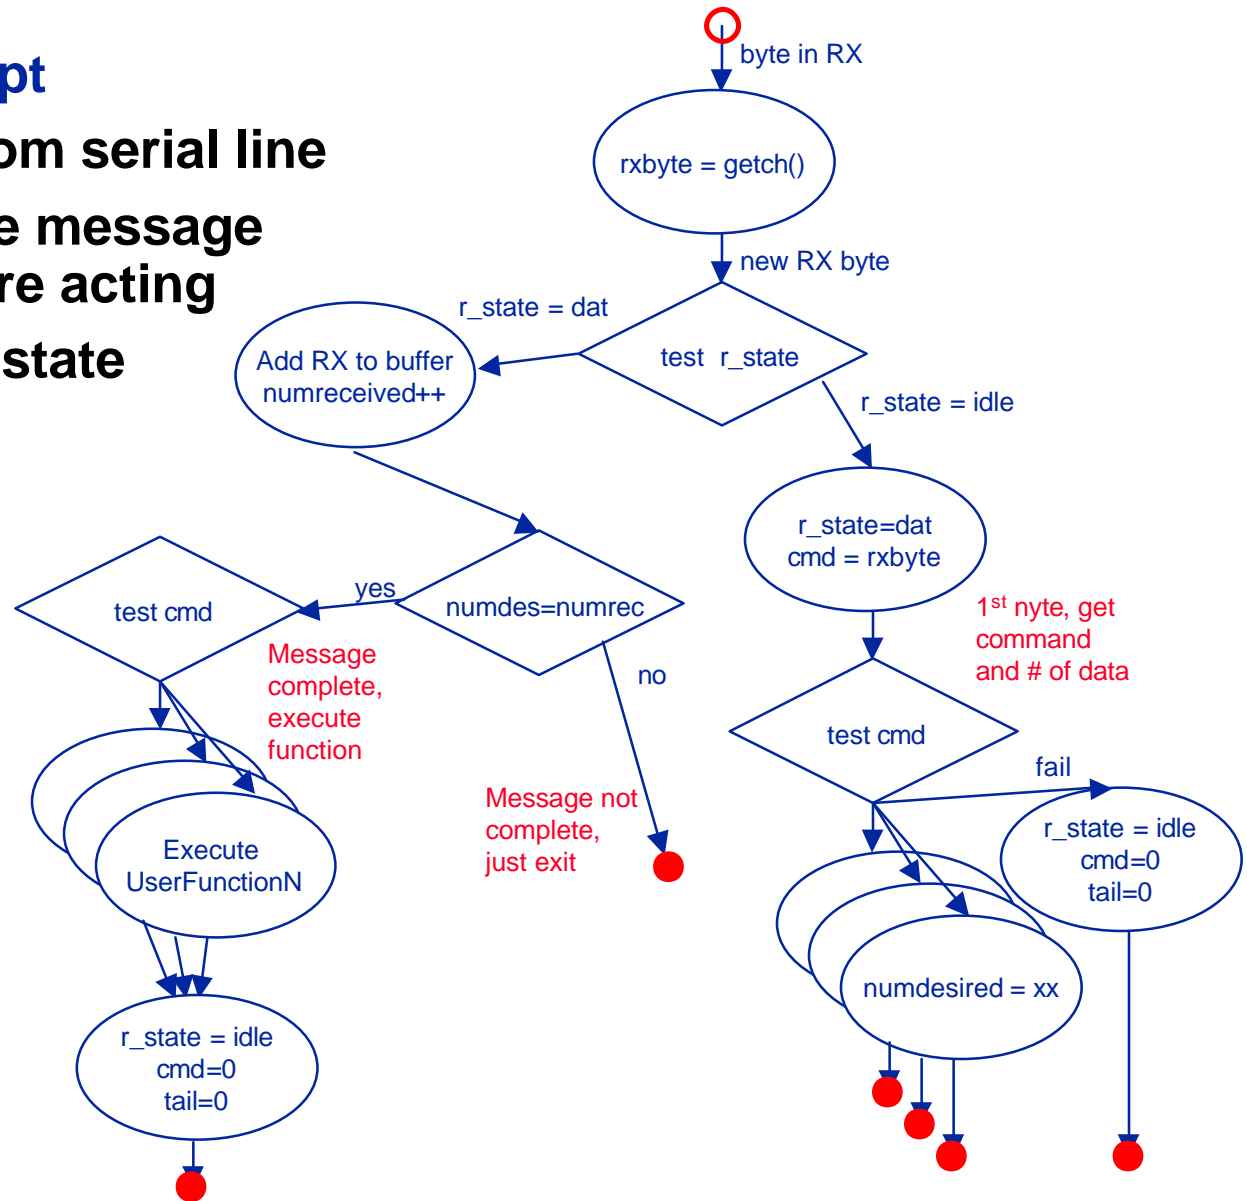 pt
om serial line
e message
re acting
state
byte in RX
rxbyte = getch()
new RX byte
r_state = dat
test r_state
Add RX to buffer
numreceived++
r_state = idle
r_state=dat
cmd = rxbyte
yes
numdes=numrec
test cmd
1st nyte, get
command
and # of data
Message
complete,
execute
function
no
test cmd
fail
Message not
complete,
just exit
r_state = idle
cmd=0
tail=0
Execute
UserFunctionN
numdesired = xx
r_state = idle
cmd=0
tail=0